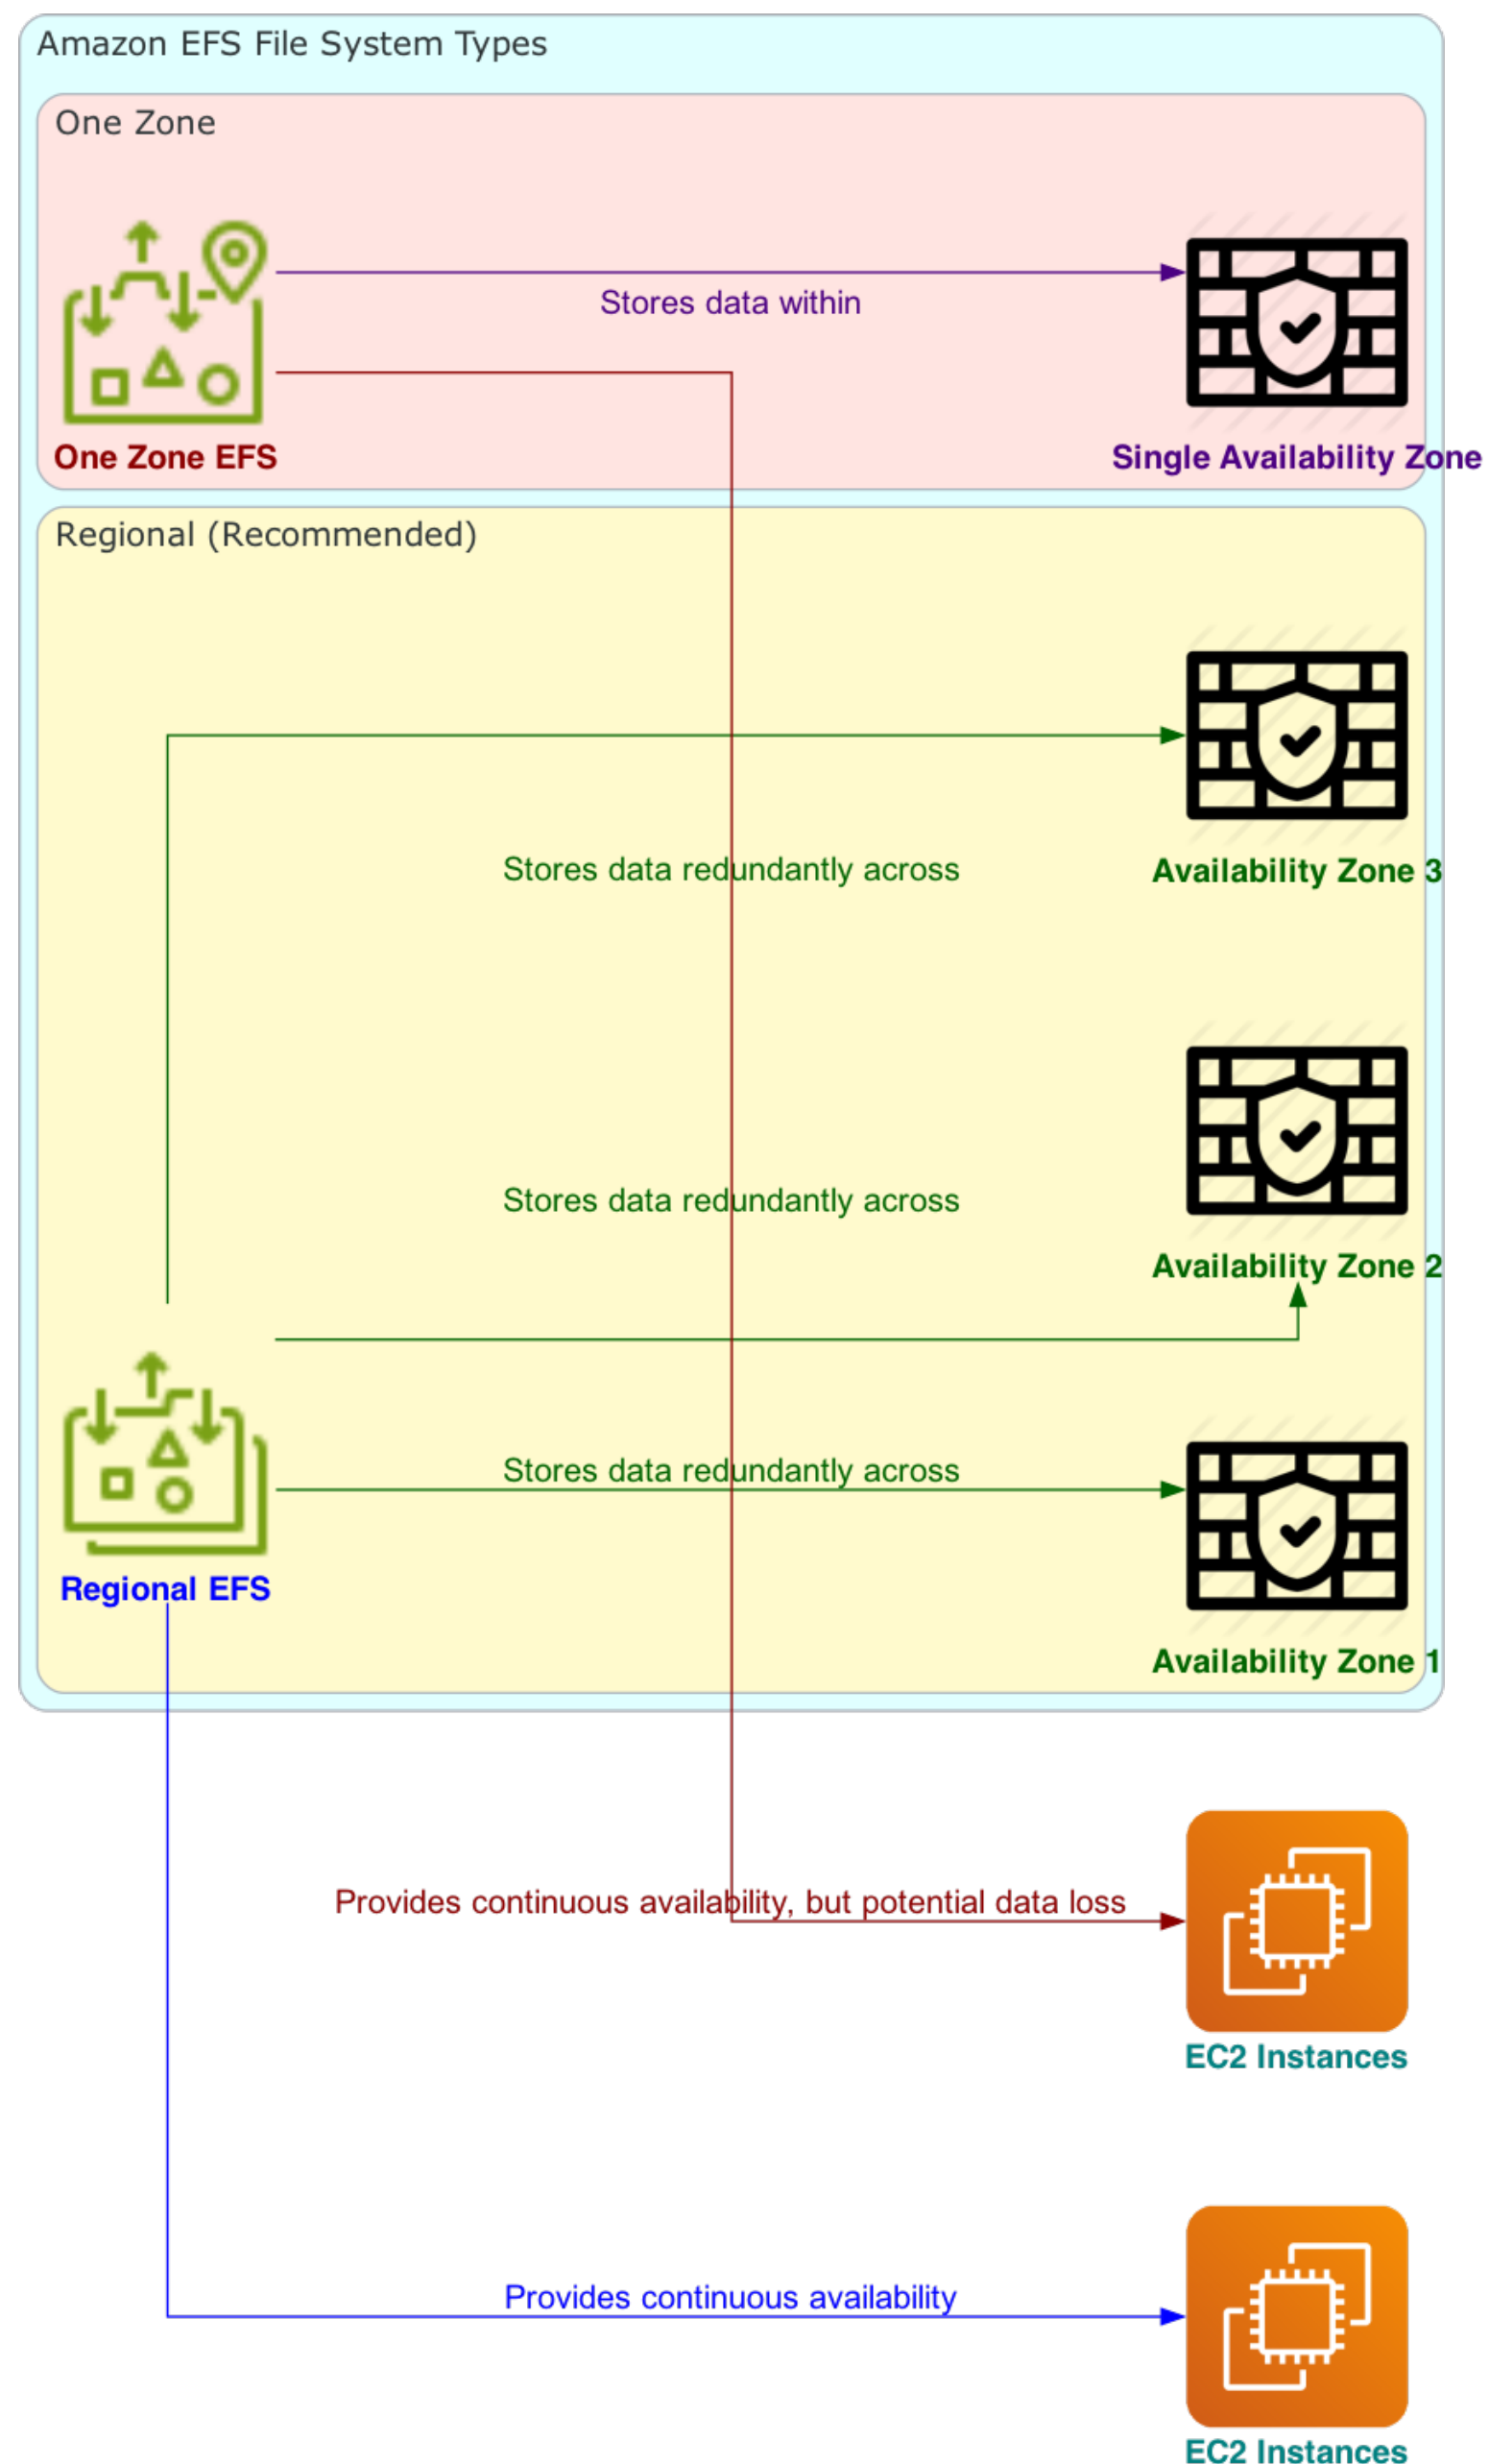 Amazon EFS File System Types
One Zone
Stores data within
One Zone EFS
Single Availability Zone
Regional (Recommended)
Stores data redundantly across
Availability Zone 3
Stores data redundantly across
Availability Zone 2
Stores data redundantly across
Regional EFS
Availability Zone 1
Provides continuous availability, but potential data loss
EC2 Instances
Provides continuous availability
EC2 Instances